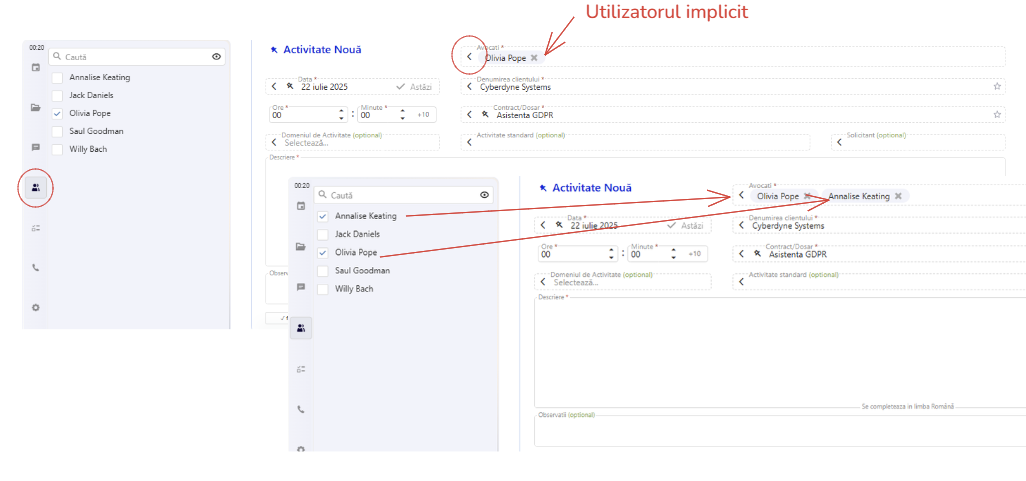 Utilizatorul implicit
00:20
Caută
Annalise Keating
Jack Daniels
Olivia Pope
Saul Goodman
Willy Bach
Activitate Nouă
Avocati *
Olivia Pope
Data *
22 iulie 2025
Astăzi
Denumirea clientului *
Cyberdyne Systems
Ore *
00
:
Minute *
00
+10
Contract/Dosar *
Asistenta GDPR
Domeniul de Activitate (optional)
Selectează...
Activitate standard (optional)
Solicitant (optional)
Descriere *
Observ
00:20
Caută
Annalise Keating
Jack Daniels
Olivia Pope
Saul Goodman
Willy Bach
Activitate Nouă
Avocati *
Olivia Pope
Annalise Keating
Data *
22 iulie 2025
Astăzi
Denumirea clientului *
Cyberdyne Systems
Ore *
00
:
Minute *
00
+10
Contract/Dosar *
Asistenta GDPR
Domeniul de Activitate (optional)
Selectează...
Activitate standard (optional)
Descriere *
Se completeaza in limba Română
Observatii (optional)